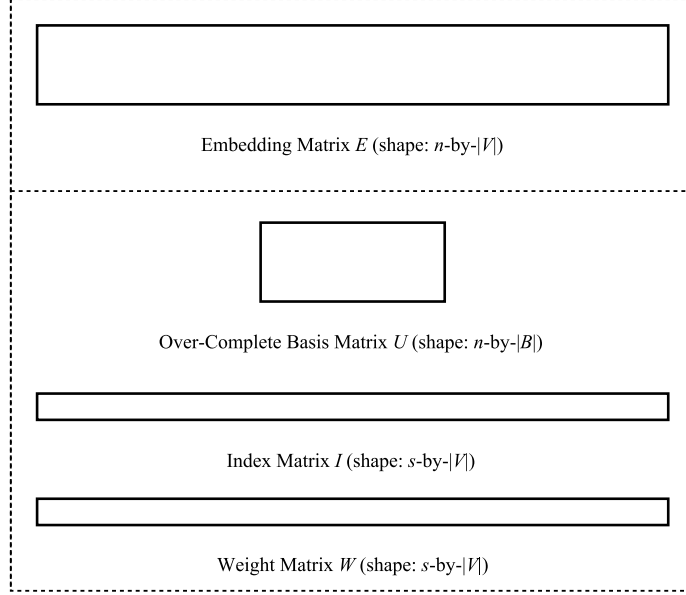 Embedding Matrix E (shape: n-by-|V|)
Over-Complete Basis Matrix U (shape: n-by-|B|)
Index Matrix I (shape: s-by-|V|)
Weight Matrix W (shape: s-by-|V|)